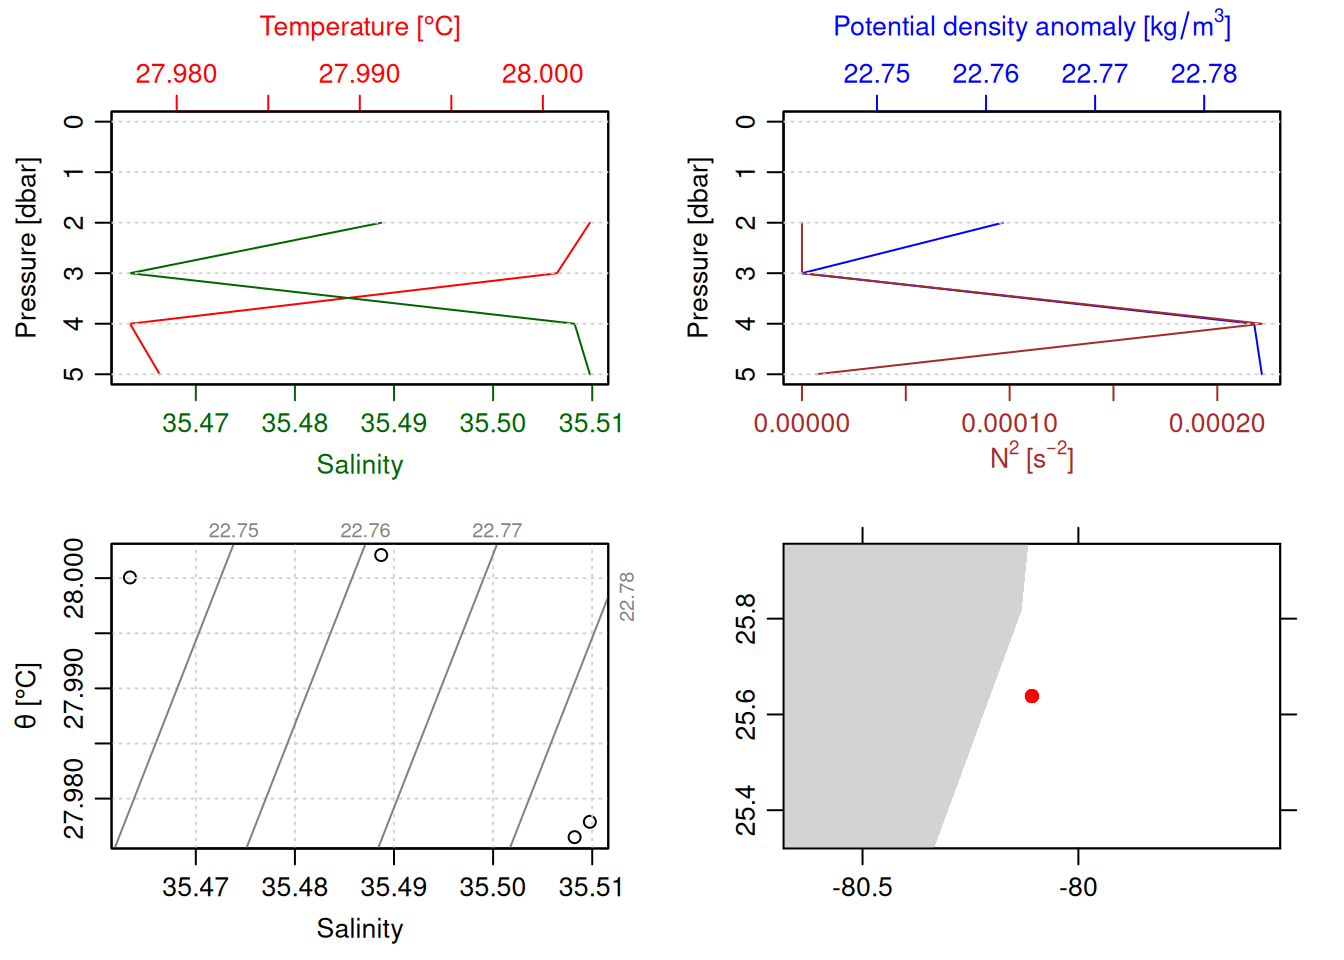 Temperature [°C]
27.980 27.990 28.000
Pressure [dbar]
0
1
2
3
4
5
35.47 35.48 35.49 35.50 35.51
Salinity
Potential density anomaly [kg/m³]
22.75 22.76 22.77 22.78
Pressure [dbar]
0
1
2
3
4
5
0.00000 0.00010 0.00020
N² [s⁻²]
22.75 22.76 22.77
22.78
θ [°C]
28.000
27.990
27.980
35.47 35.48 35.49 35.50 35.51
Salinity
25.8
25.6
25.4
-80.5 -80